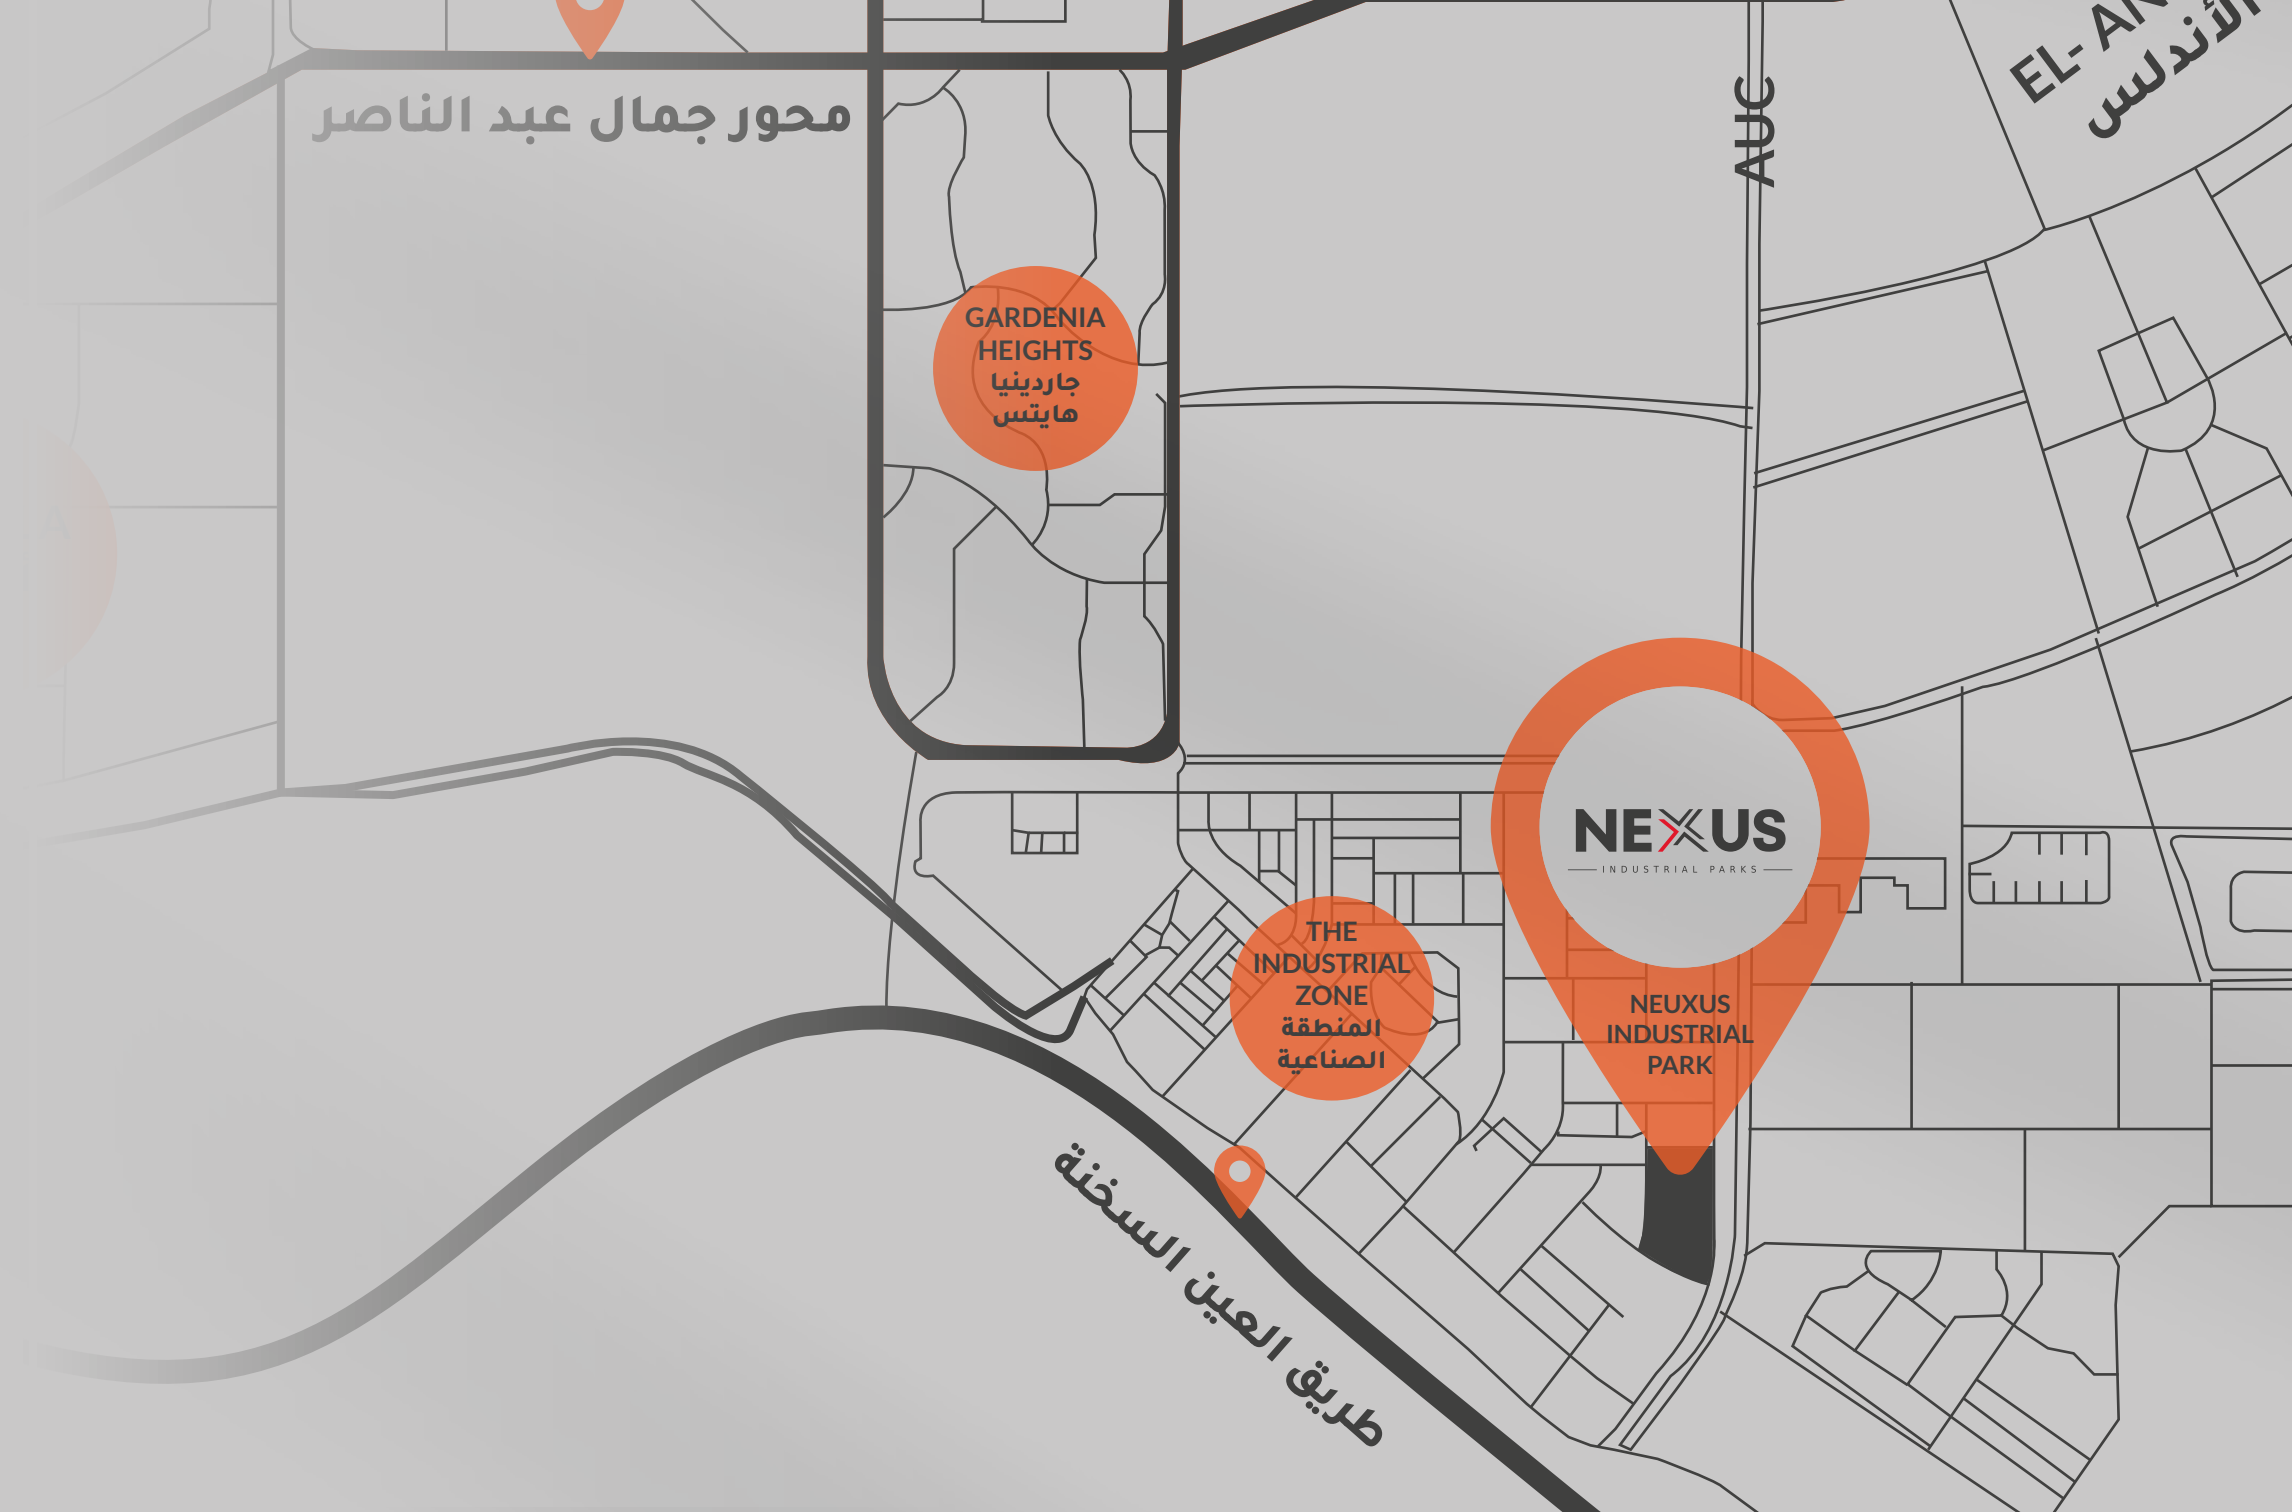 EL- AN
الأندلس
AUC
محور جمال عبد الناصر
GARDENIA
HEIGHTS
جاردينيا
هايتس
A
NEXUS
INDUSTRIAL PARKS
THE
INDUSTRIAL
ZONE
المنطقة
الصناعية
NEUXUS
INDUSTRIAL
PARK
طريق العين السخنة